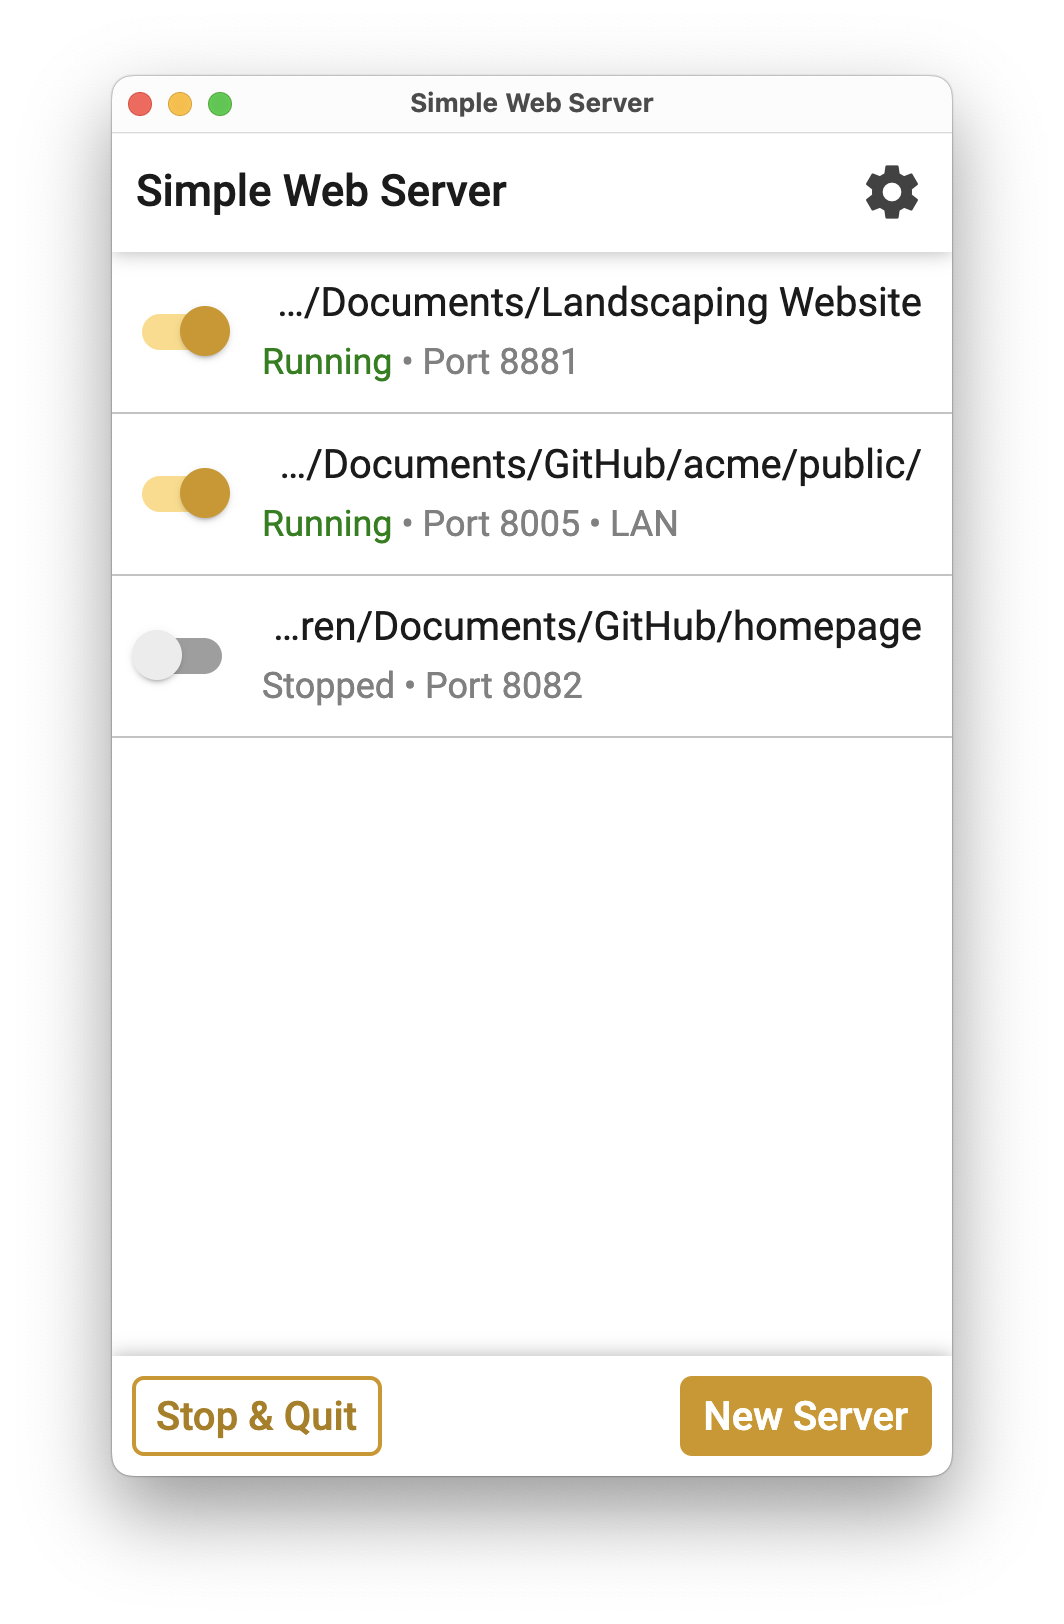 Simple Web Server
Simple Web Server
.../Documents/Landscaping Website
Running • Port 8881
.../Documents/GitHub/acme/public/
Running • Port 8005 • LAN
...ren/Documents/GitHub/homepage
Stopped • Port 8082
Stop & Quit
New Server